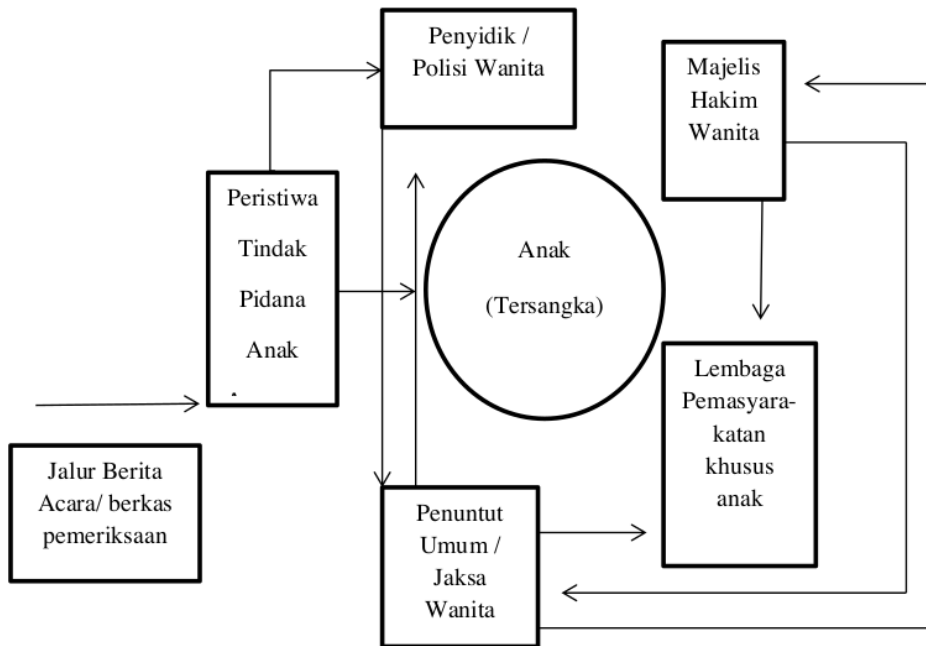 Penyidik /
Polisi Wanita
Majelis
Hakim
Wanita
Peristiwa
Tindak
Pidana
Anak
Anak
(Tersangka)
Lembaga
Pemasyara-
katan
khusus
anak
Jalur Berita
Acara/ berkas
pemeriksaan
Penuntut
Umum /
Jaksa
Wanita